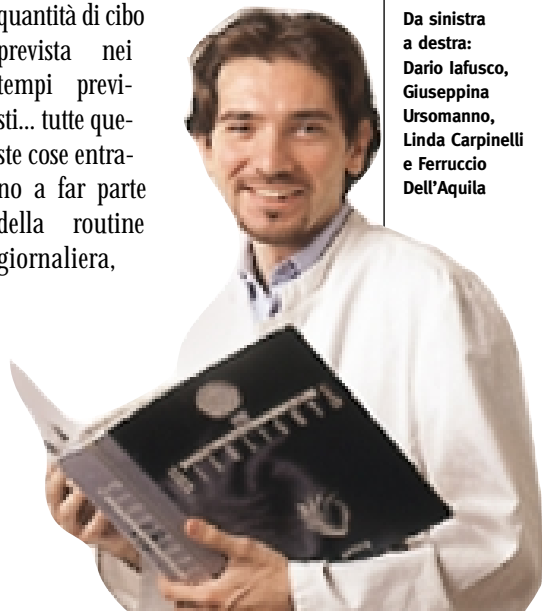 quantità di cibo
prevista nei
tempi previ-
sti... tutte que-
ste cose entra-
no a far parte
della routine
giornaliera,
Da sinistra
a destra:
Dario Iafusco,
Giuseppina
Ursomanno,
Linda Carpinelli
e Ferruccio
Dell'Aquila